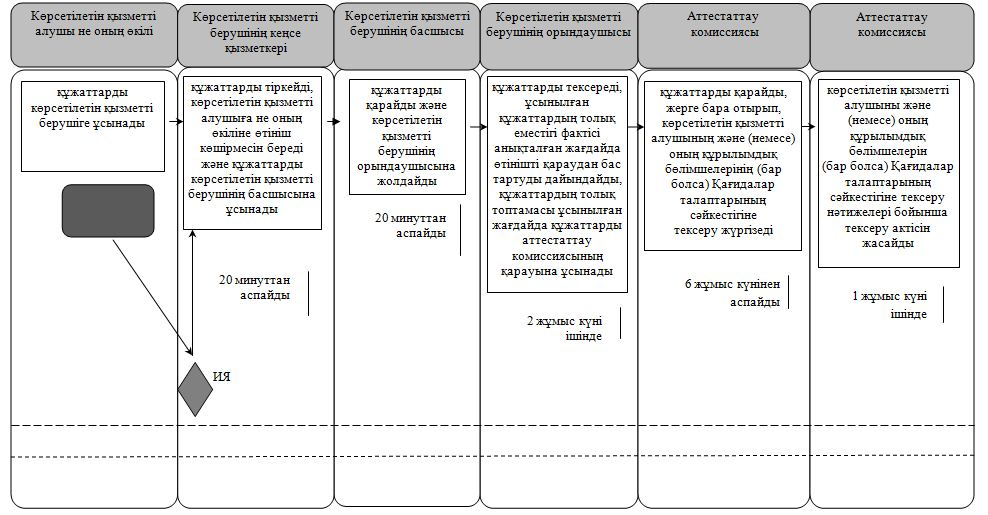 Көрсетілетін қызметті
алушы не оның өкілі
Көрсетілетін қызметті
берушінің кеңсе
қызметкері
Көрсетілетін қызметті
берушінің басшысы
Көрсетілетін қызметті
берушінің орындаушысы
Аттестаттау
комиссиясы
Аттестаттау
комиссиясы
құжаттарды
көрсетілетін қызметті
берушіге ұсынады
құжаттарды тіркейді,
көрсетілетін қызметті
алушыға не оның
өкіліне өтініш
көшірмесін береді
және құжаттарды
көрсетілетін қызметті
берушінің басшысына
ұсынады
20 минуттан
аспайды
ИЯ
құжаттарды
қарайды және
көрсетілетін
қызметті
берушінің
орындаушысына
жолдайды
20 минуттан
аспайды
құжаттарды тексереді,
ұсынылған
құжаттардың толық
еместігі фактісі
анықталған жағдайда
өтінішті қараудан бас
тартуды дайындайды,
құжаттардың толық
топтамасы ұсынылған
жағдайда құжаттарды
аттестаттау
комиссиясының
қарауына ұсынады
2 жұмыс күні
ішінде
құжаттарды қарайды,
жерге бара отырып,
көрсетілетін қызметті
алушының және (немесе)
оның құрылымдық
бөлімшелерінің (бар
болса) Қағидалар
талаптарының
сәйкестігіне
тексеру жүргізеді
6 жұмыс күнінен
аспайды
көрсетілетін қызметті
алушыны және
(немесе) оның
құрылымдық
бөлімшелерін
(бар болса) Қағидалар
талаптарының
сәйкестігіне тексеру
нәтижелері бойынша
тексеру актісін
жасайды
1 жұмыс күні
ішінде